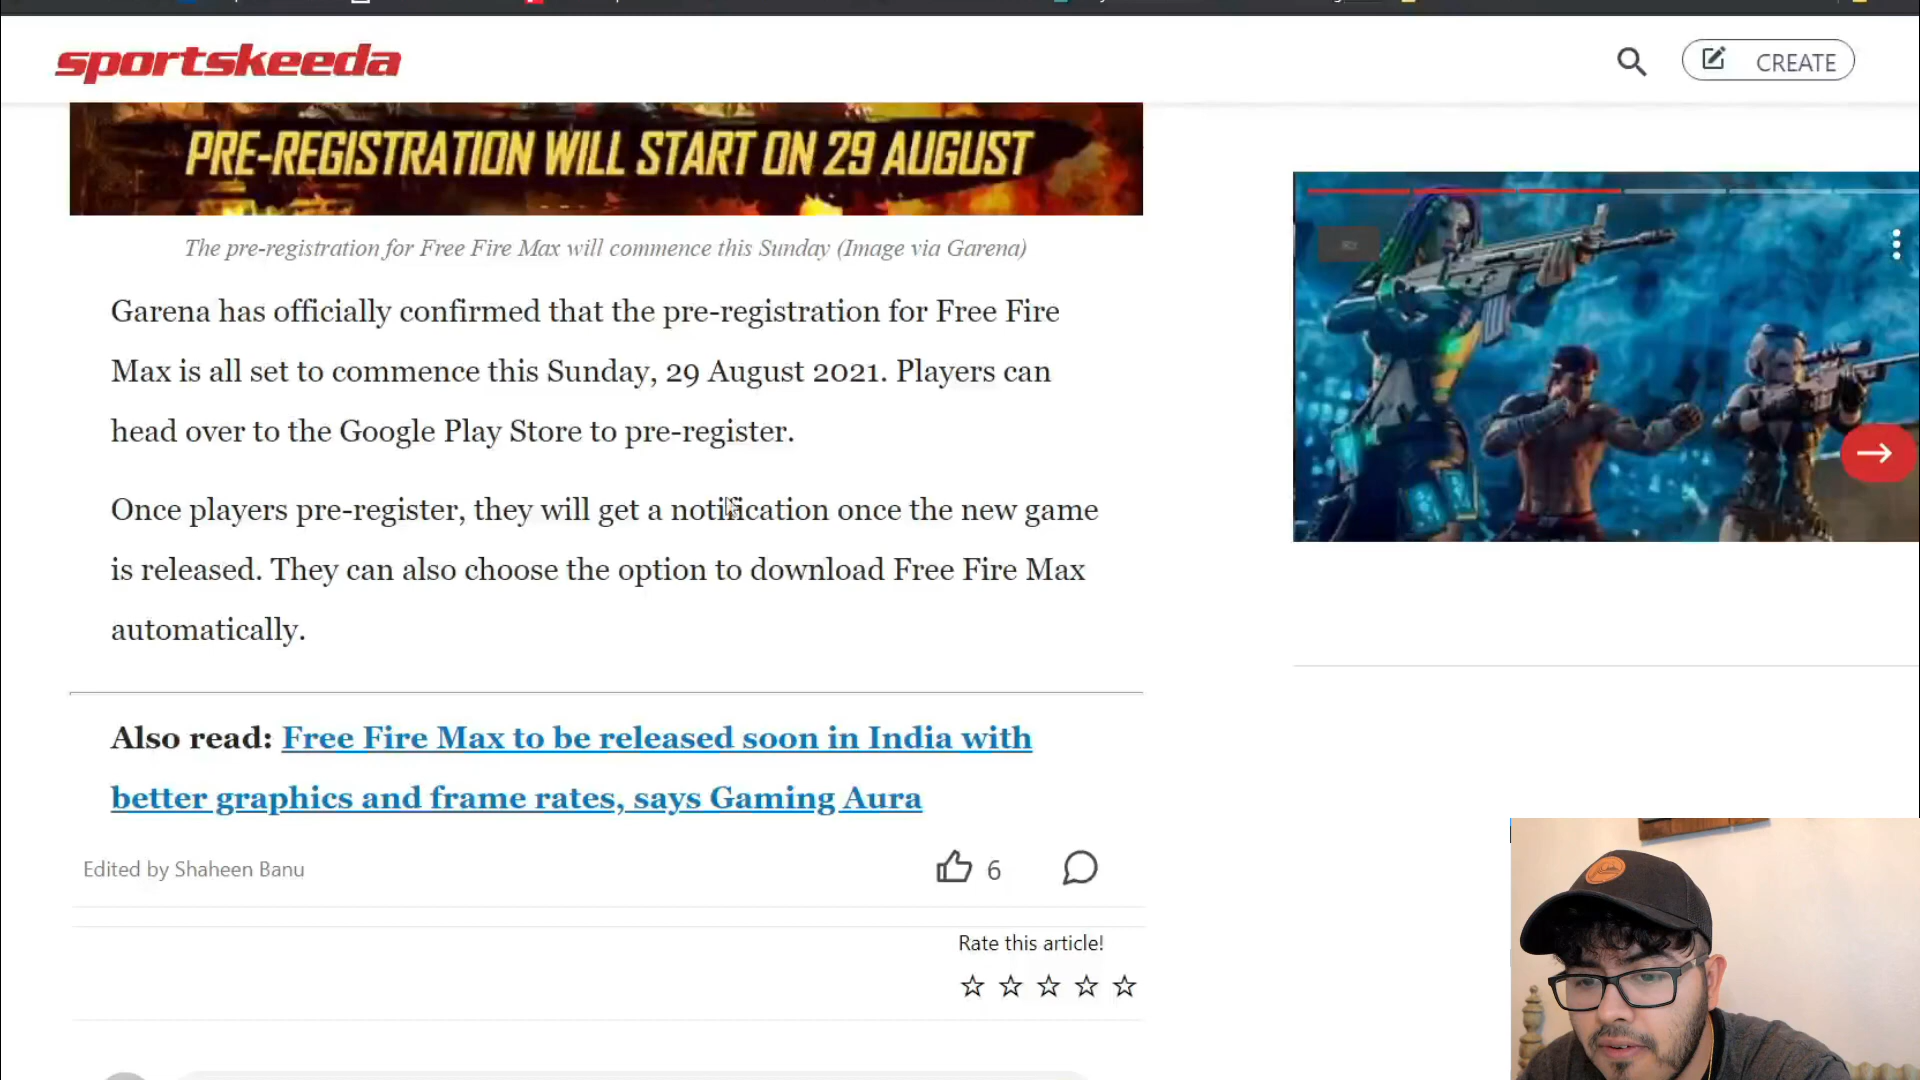 sportskeeda
CREATE
PRE-REGISTRATION WILL START ON 29 AUGUST
The pre-registration for Free Fire Max will commence this Sunday (Image via Garena)
Garena has officially confirmed that the pre-registration for Free Fire
Max is all set to commence this Sunday, 29 August 2021. Players can
head over to the Google Play Store to pre-register.
Once players pre-register, they will get a notification once the new game
is released. They can also choose the option to download Free Fire Max
automatically.
Also read: Free Fire Max to be released soon in India with
better graphics and frame rates, says Gaming Aura
Edited by Shaheen Banu
6
Rate this article!